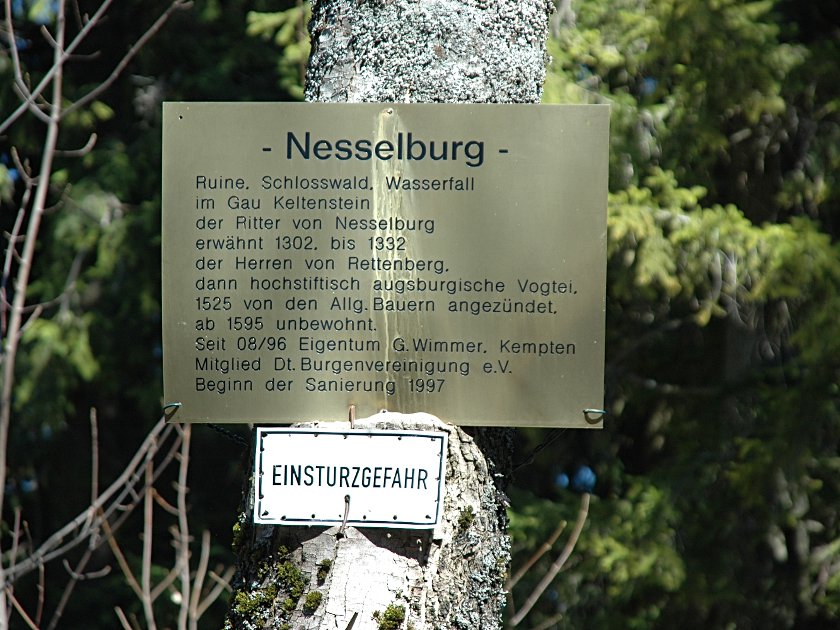 - Nesselburg -
Ruine, Schlosswald, Wasserfall
im Gau Keltenstein
der Ritter von Nesselburg
erwähnt 1302, bis 1332
der Herren von Rettenberg,
dann hochstiftisch augsburgische Vogtei,
1525 von den Allg. Bauern angezündet,
ab 1595 unbewohnt.
Seit 08/96 Eigentum G. Wimmer, Kempten
Mitglied Dt. Burgenvereinigung e.V.
Beginn der Sanierung 1997
EINSTURZGEFAHR